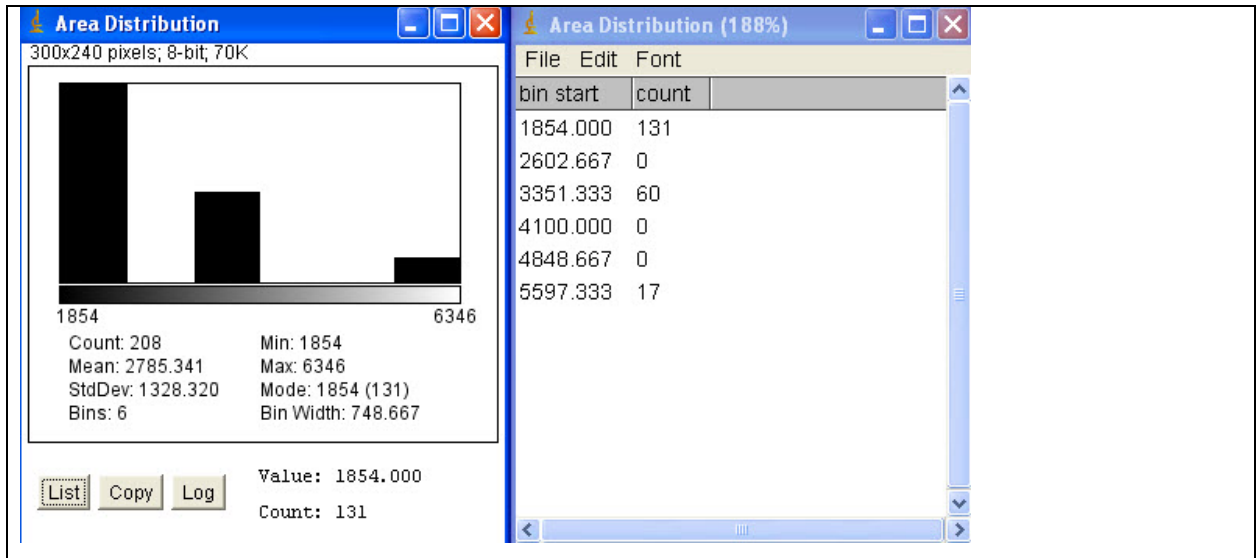 Area Distribution
300x240 pixels; 8-bit; 70K
1854 6346
Count: 208 Min: 1854
Mean: 2785.341 Max: 6346
StdDev: 1328.320 Mode: 1854 (131)
Bins: 6 Bin Width: 748.667
List Copy Log
Value: 1854.000
Count: 131
Area Distribution (188%)
File Edit Font
bin start count
1854.000 131
2602.667 0
3351.333 60
4100.000 0
4848.667 0
5597.333 17